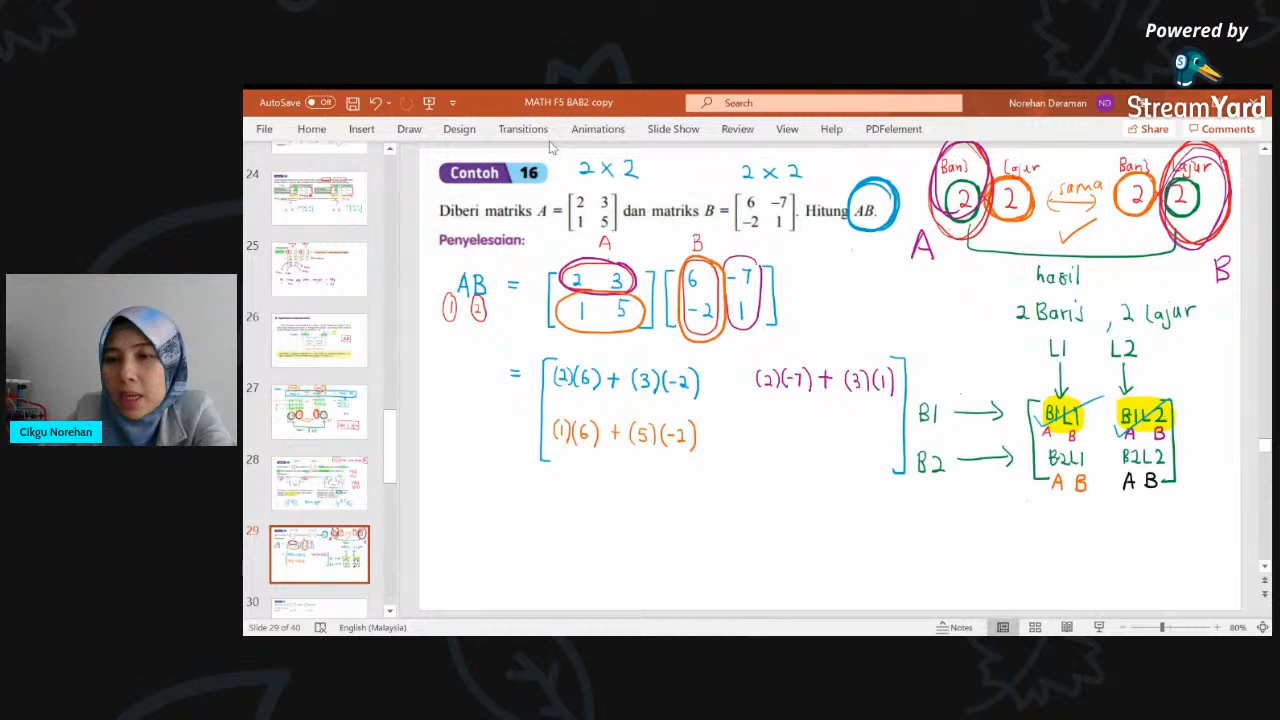 Powered by
StreamYard
AutoSave Off
MATH F5 BAB2 copy
Search
Norehan Deraman ND
File Home Insert Draw Design Transitions Animations Slide Show Review View Help PDFelement
Share Comments
24
25
26
27
28
29
30
Contoh 16
2 × 2
2 × 2
Diberi matriks A = [2 3 1 5] dan matriks B = [6 −7 −2 1]. Hitung AB.
Penyelesaian:
A B
AB = [2 3 1 5] [6 -7 -2 1]
1 2
= [(2)(6) + (3)(-2) (2)(-7) + (3)(1)
(1)(6) + (5)(-2)]
Lajur
Baris
Lajur
2 2 sama 2 2
A
B
hasil
2 Baris, 2 Lajur
L1 L2
B1 → B1L1 B1L2
A B A B
B2 → B2L1 B2L2
A B A B
Cikgu Norehan
Slide 29 of 40
English (Malaysia)
Notes
80%